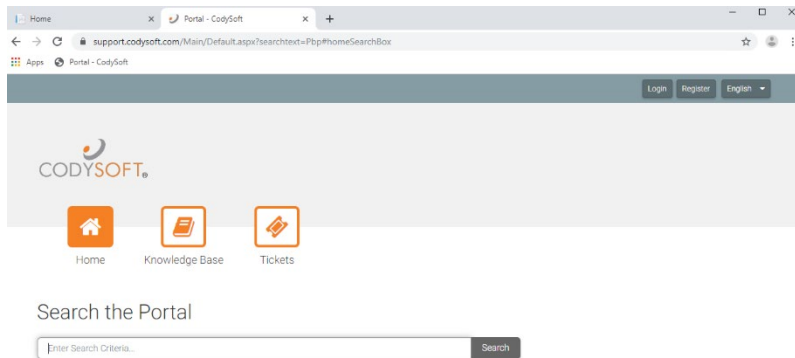 Home
Portal - CodySoft
support.codysoft.com/Main/Default.aspx?searchtext=Pbp#homeSearchBox
Apps Portal - CodySoft
Login Register English
CODYSOFT®
Home Knowledge Base Tickets
Search the Portal
Enter Search Criteria... Search